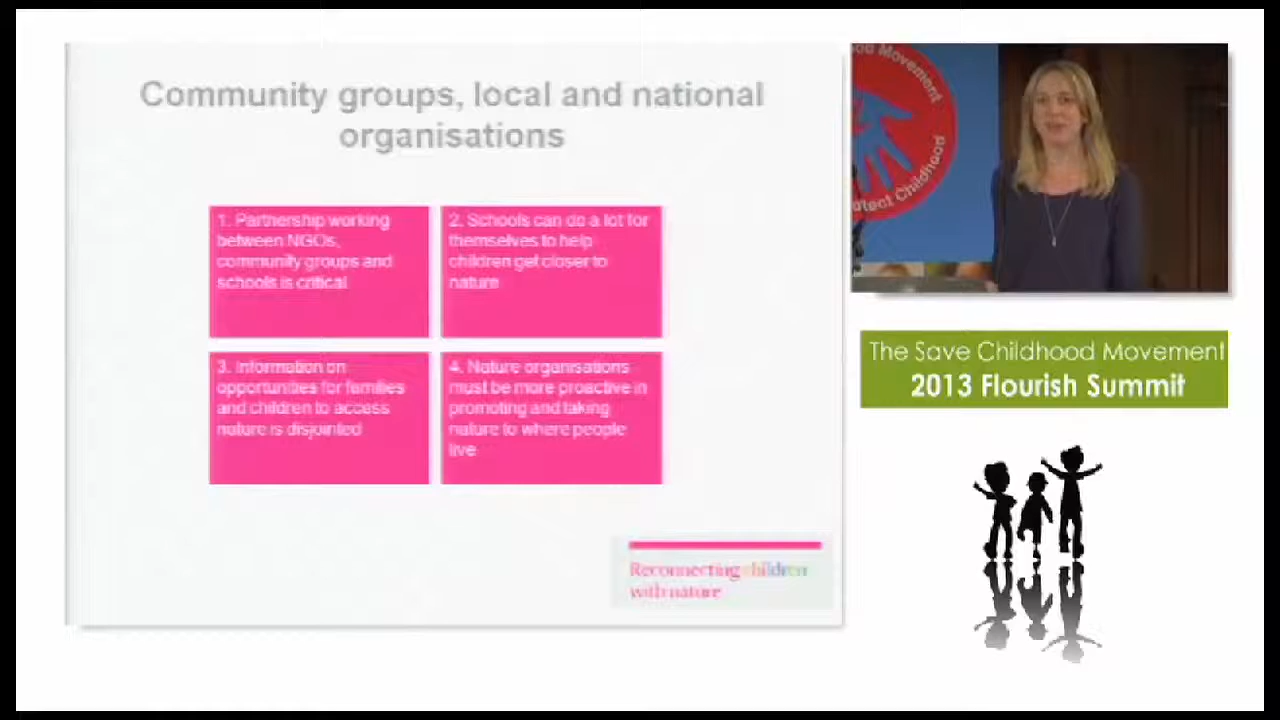 Community groups, local and national
organisations
1. Partnership working
between NGOs,
community groups and
schools is critical
2. Schools can do a lot for
themselves to help
children get closer to
nature
3. Information on
opportunities for families
and children to access
nature is disjointed
4. Nature organisations
must be more proactive in
promoting and taking
nature to where people
live
Reconnecting children
with nature
Movement
Childhood
The Save Childhood Movement
2013 Flourish Summit